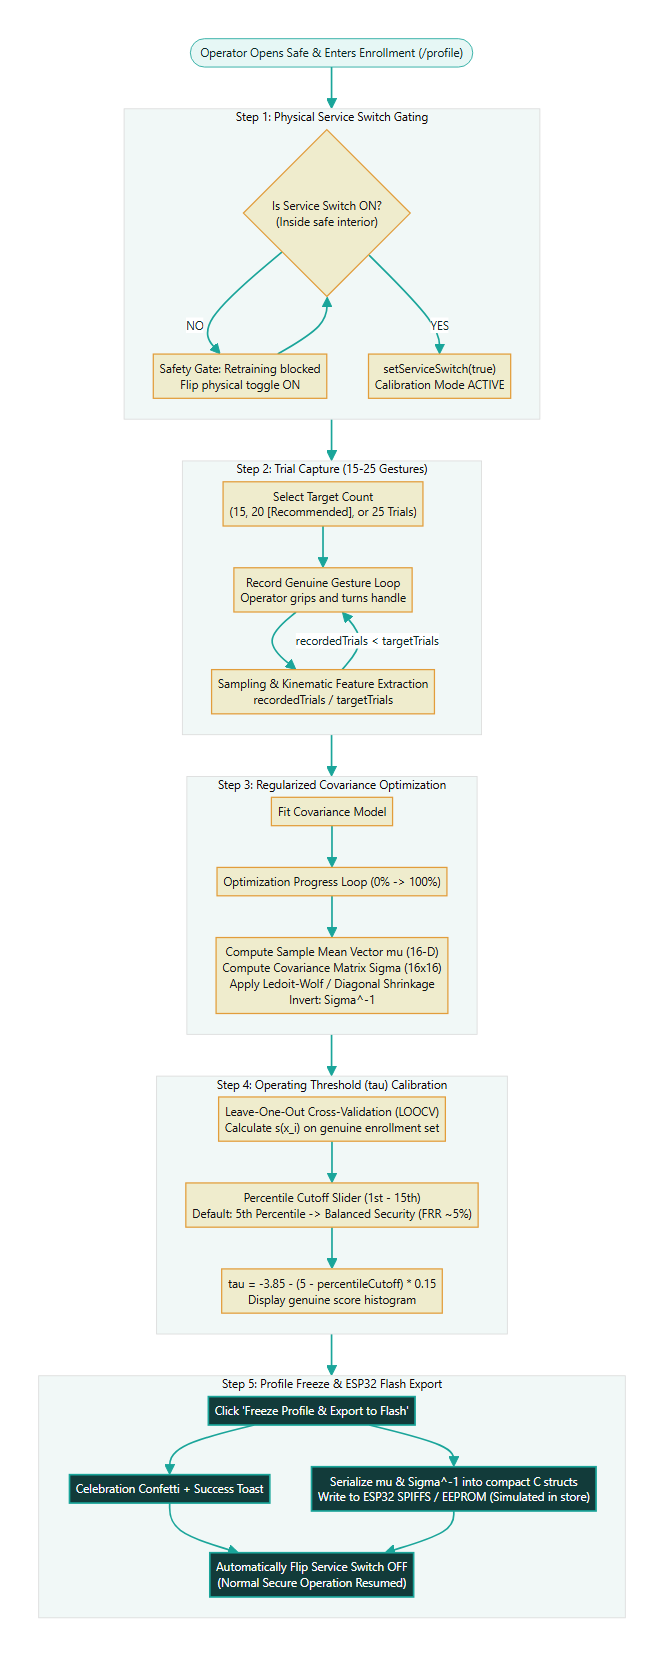 Operator Opens Safe & Enters Enrollment (/profile)
Step 1: Physical Service Switch Gating
Is Service Switch ON?
(Inside safe interior)
NO
YES
Safety Gate: Retraining blocked
Flip physical toggle ON
setServiceSwitch(true)
Calibration Mode ACTIVE
Step 2: Trial Capture (15-25 Gestures)
Select Target Count
(15, 20 [Recommended], or 25 Trials)
Record Genuine Gesture Loop
Operator grips and turns handle
recordedTrials < targetTrials
Sampling & Kinematic Feature Extraction
recordedTrials / targetTrials
Step 3: Regularized Covariance Optimization
Fit Covariance Model
Optimization Progress Loop (0% -> 100%)
Compute Sample Mean Vector mu (16-D)
Compute Covariance Matrix Sigma (16x16)
Apply Ledoit-Wolf / Diagonal Shrinkage
Invert: Sigma^-1
Step 4: Operating Threshold (tau) Calibration
Leave-One-Out Cross-Validation (LOOCV)
Calculate s(x_i) on genuine enrollment set
Percentile Cutoff Slider (1st - 15th)
Default: 5th Percentile -> Balanced Security (FRR ~5%)
tau = -3.85 - (5 - percentileCutoff) * 0.15
Display genuine score histogram
Step 5: Profile Freeze & ESP32 Flash Export
Click 'Freeze Profile & Export to Flash'
Celebration Confetti + Success Toast
Serialize mu & Sigma^-1 into compact C structs
Write to ESP32 SPIFFS / EEPROM (Simulated in store)
Automatically Flip Service Switch OFF
(Normal Secure Operation Resumed)